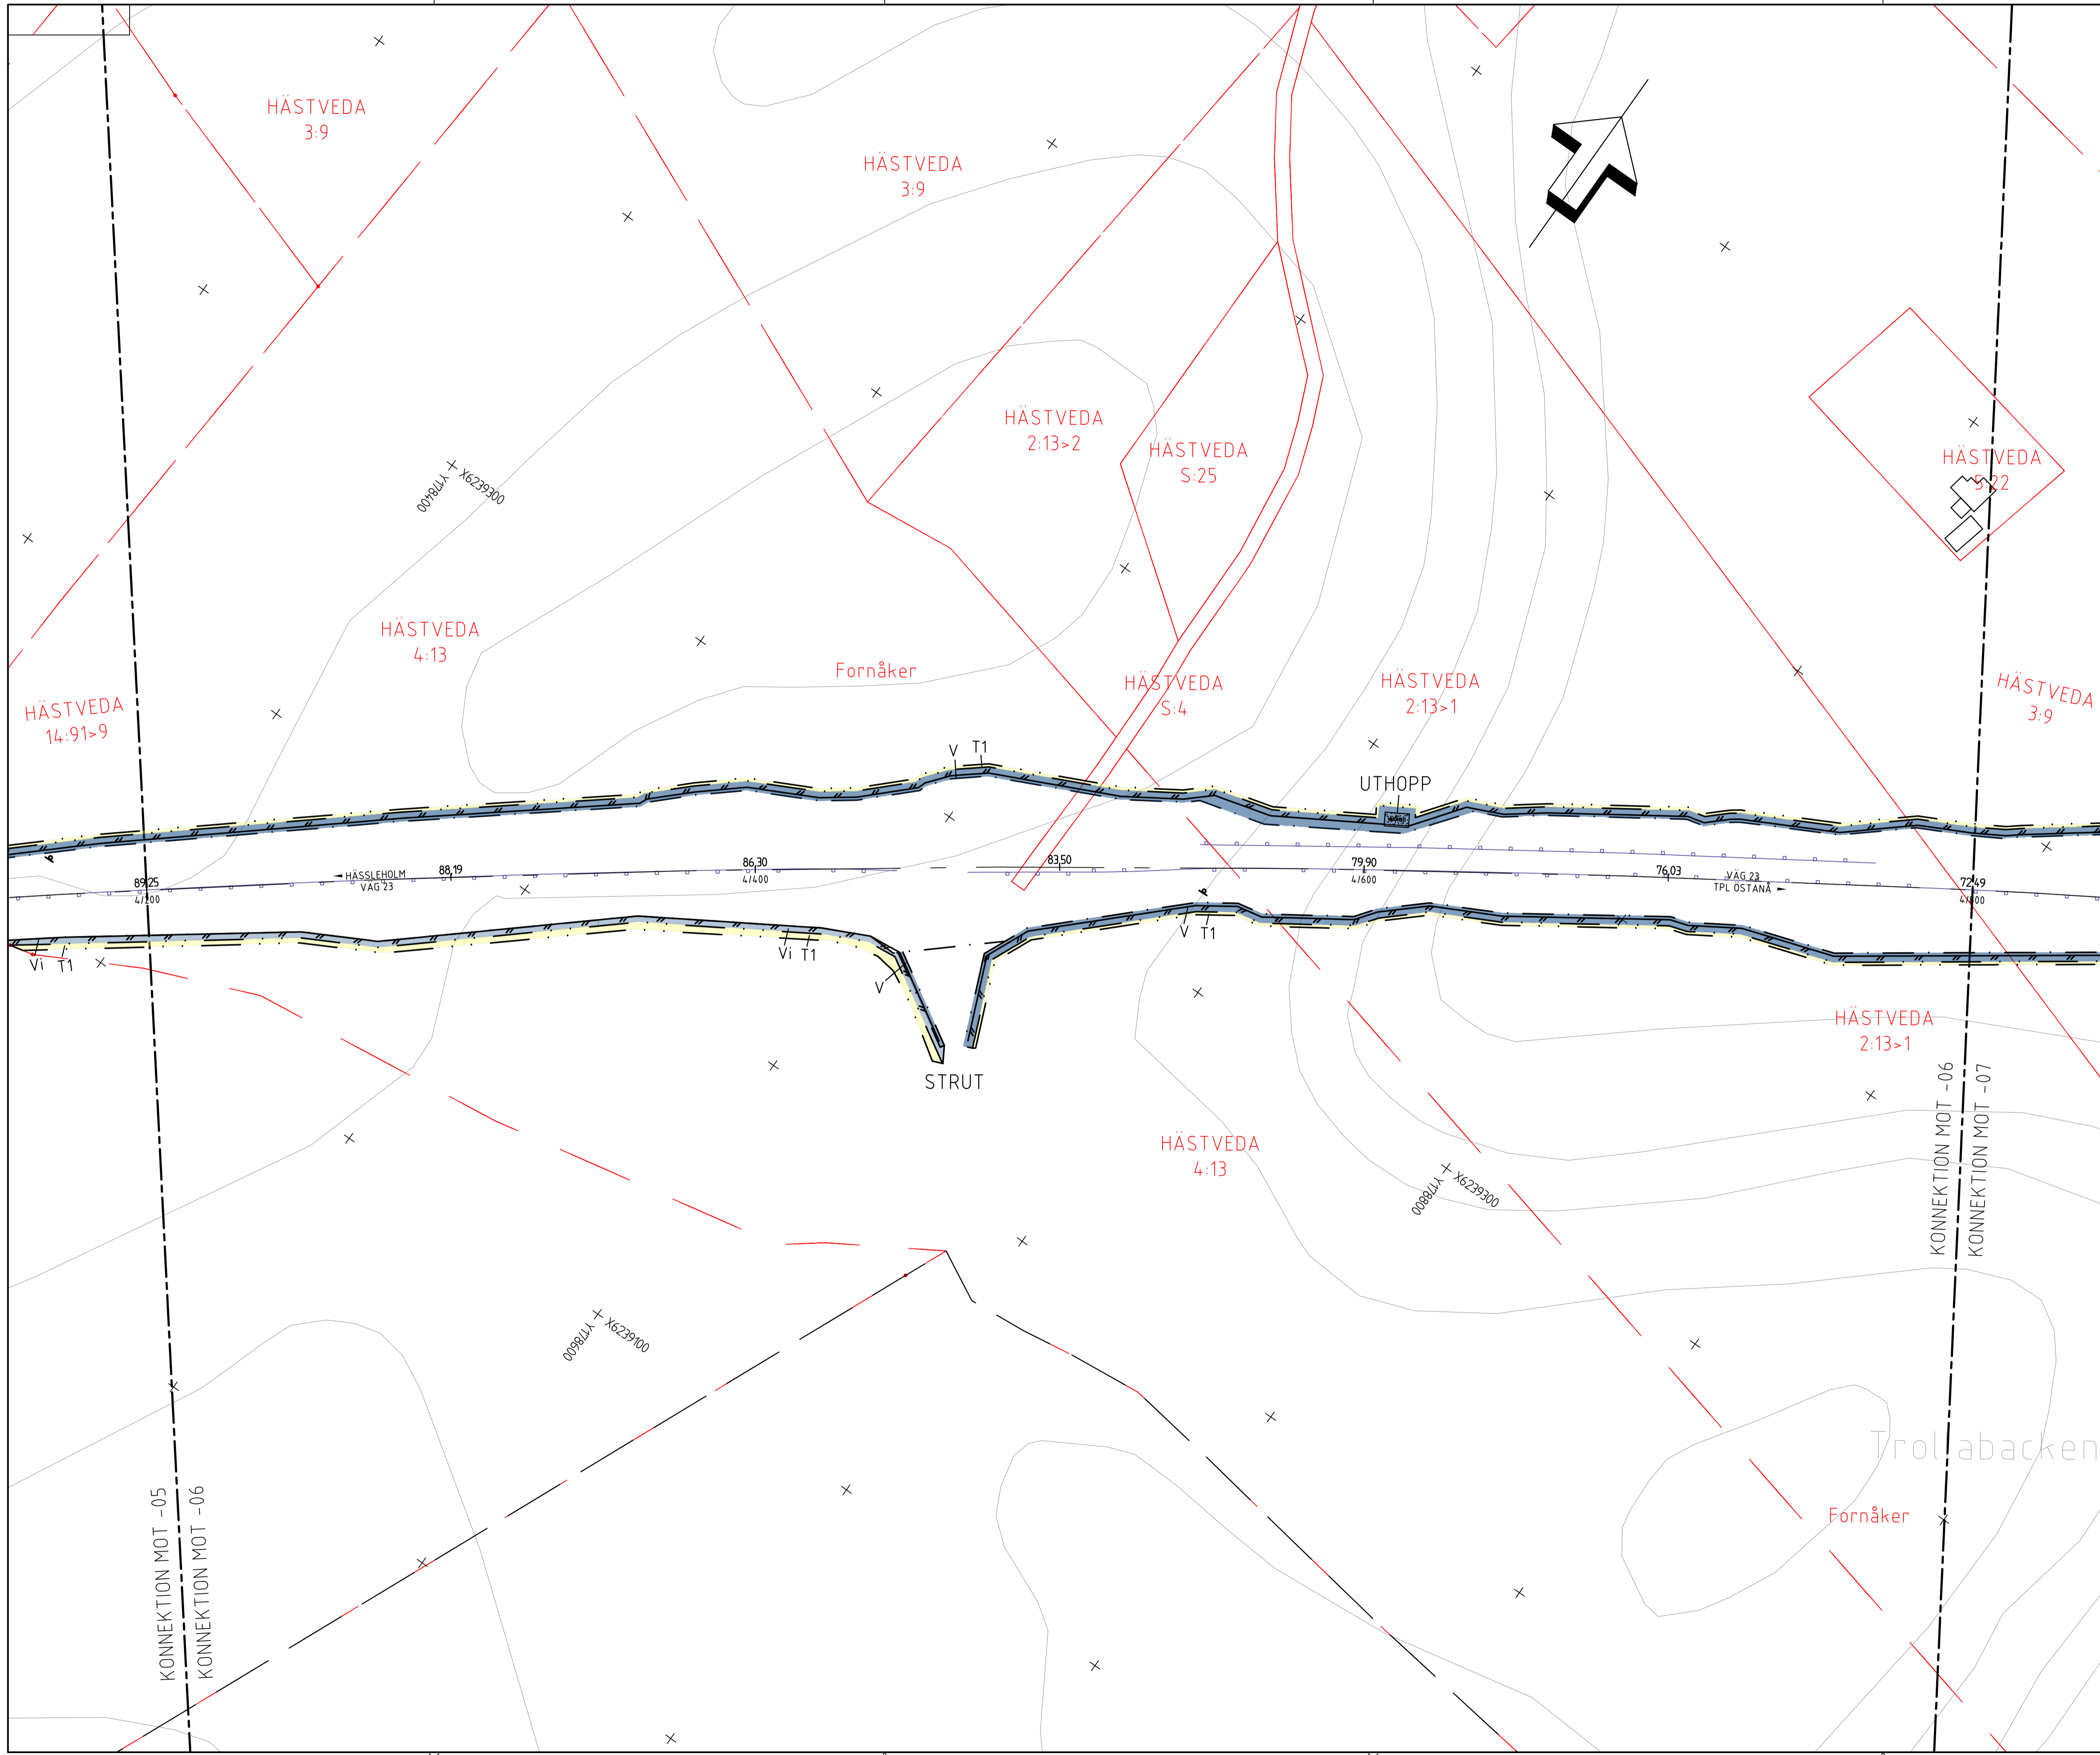 HÄSTVEDA
3:9
HÄSTVEDA
3:9
HÄSTVEDA
2:13>2
HÄSTVEDA
S:25
HÄSTVEDA
5:22
X6239300
Y178400
HÄSTVEDA
4:13
Fornåker
HÄSTVEDA
S:4
HÄSTVEDA
2:13>1
HÄSTVEDA
3:9
HÄSTVEDA
14:91>9
V
T1
UTHOPP
89,25
4/200
HÄSSLEHOLM
VÄG 23
88,19
86,30
4/400
83,50
79,90
4/600
76,03
VÄG 23
TPL ÖSTANÅ
72,49
4/800
Vi
T1
Vi
T1
V
V
T1
STRUT
HÄSTVEDA
2:13>1
HÄSTVEDA
4:13
X6239300
Y178800
KONNEKTION MOT -06
KONNEKTION MOT -07
X6239100
Y178600
Trollabacken
Fornåker
KONNEKTION MOT -05
KONNEKTION MOT -06